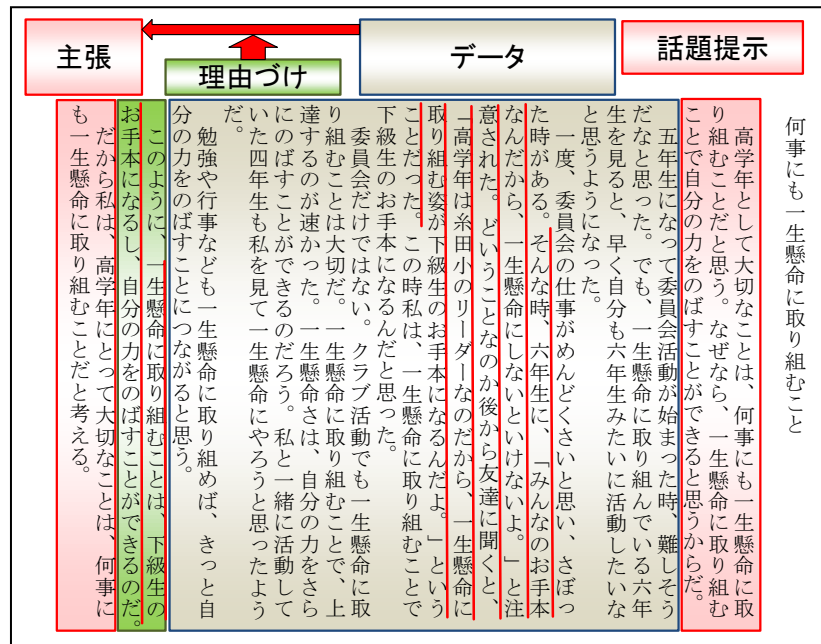 主張
理由づけ
データ
話題提示
何事にも一生懸命に取り組むこと
高学年として大切なことは、何事にも一生懸命に取
り組むことだと思う。なぜなら、一生懸命に取り組む
ことで自分の力をのばすことができると思うからだ。
五年生になって委員会活動が始まった時、難しそう
だなと思った。でも、一生懸命に取り組んでいる六年
生を見ると、早く自分も六年生みたいに活動したいな
と思うようになった。
一度、委員会の仕事がめんどくさいと思い、さぼっ
た時がある。そんな時、六年生に、「みんなのお手本
なんだから、一生懸命にしないといけないよ。」と注
意された。どいうことなのか後から友達に聞くと、
「高学年は糸田小のリーダーなのだから、一生懸命に
取り組む姿が下級生のお手本になるんだよ。」という
ことだった。この時私は、一生懸命に取り組むことで
下級生のお手本になるんだと思った。
委員会だけではない。クラブ活動でも一生懸命に取
り組むことは大切だ。一生懸命に取り組むことで、上
達するのが速かった。一生懸命さは、自分の力をさら
にのばすことができるのだろう。私と一緒に活動して
いた四年生も私を見て一生懸命にやろうと思ったよう
だ。
勉強や行事なども一生懸命に取り組めば、きっと自
分の力をのばすことにつながると思う。
このように、一生懸命に取り組むことは、下級生の
お手本になるし、自分の力をのばすことができるのだ。
だから私は、高学年にとって大切なことは、何事に
も一生懸命に取り組むことだと考える。